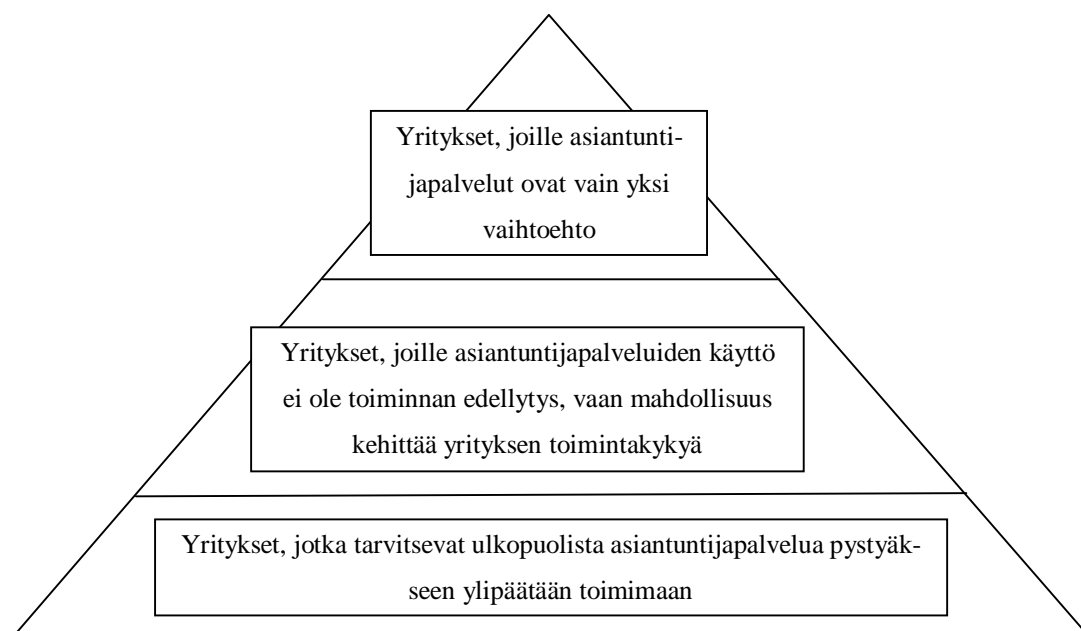 Yritykset, joille asiantunti-
japalvelut ovat vain yksi
vaihtoehto
Yritykset, joille asiantuntijapalveluiden käyttö
ei ole toiminnan edellytys, vaan mahdollisuus
kehittää yrityksen toimintakykyä
Yritykset, jotka tarvitsevat ulkopuolista asiantuntijapalvelua pystyäk-
seen ylipäätään toimimaan